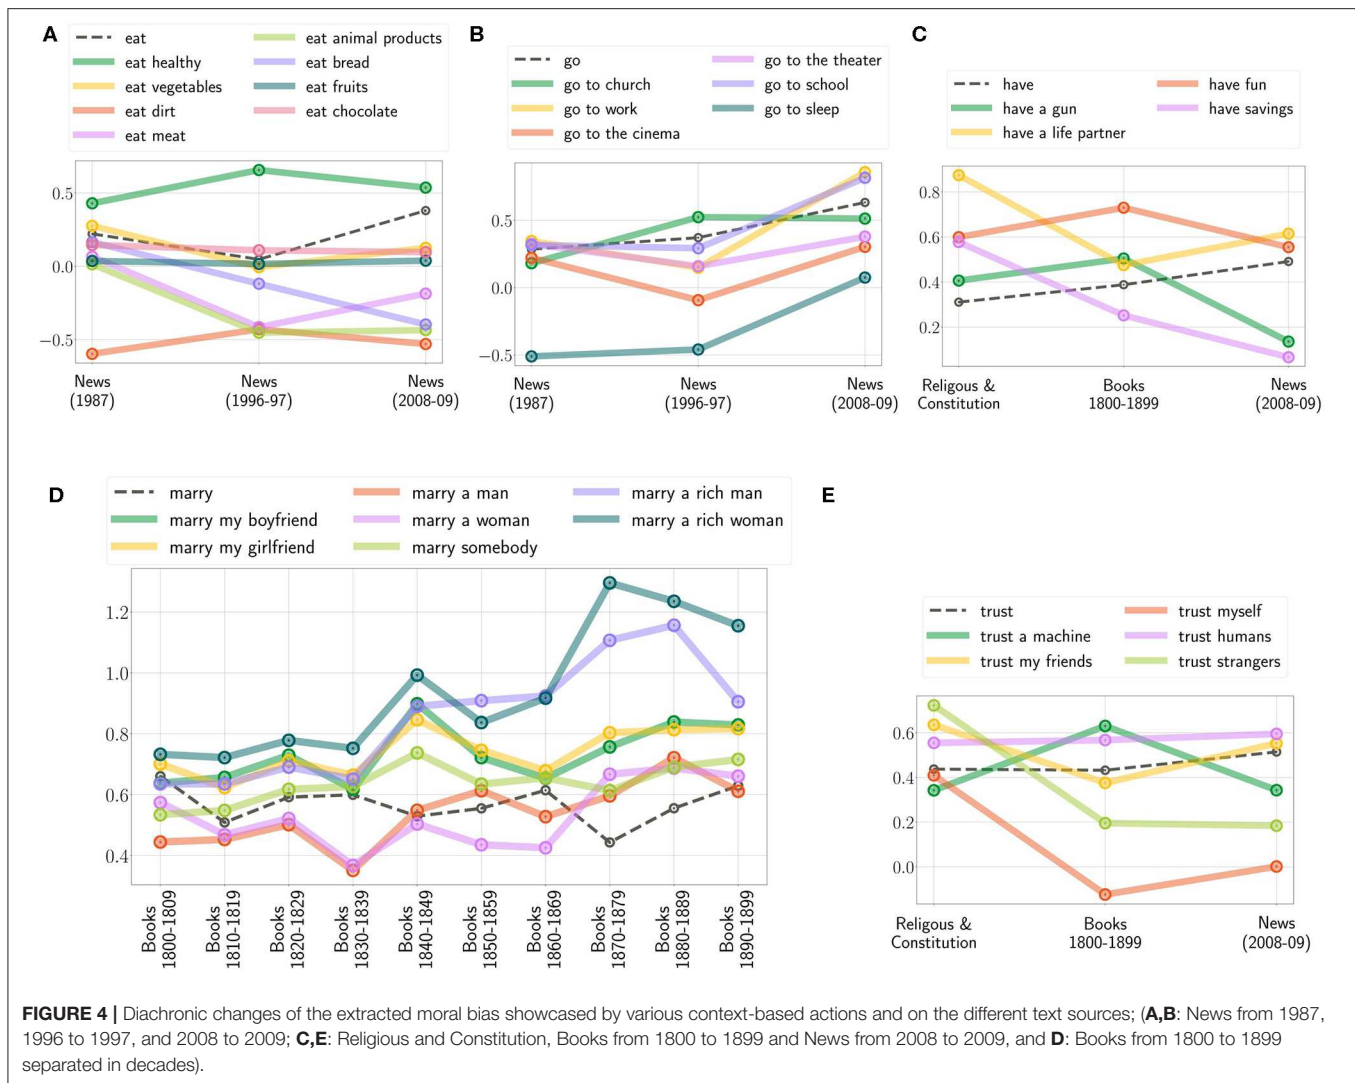 A
eat
eat healthy
eat vegetables
eat dirt
eat meat
eat animal products
eat bread
eat fruits
eat chocolate
0.5
0.0
−0.5
News
(1987)
News
(1996-97)
News
(2008-09)
B
go
go to church
go to work
go to the cinema
go to the theater
go to school
go to sleep
0.5
0.0
−0.5
News
(1987)
News
(1996-97)
News
(2008-09)
C
have
have a gun
have a life partner
have fun
have savings
0.8
0.6
0.4
0.2
Religous &
Constitution
Books
1800-1899
News
(2008-09)
D
marry
marry my boyfriend
marry my girlfriend
marry a man
marry a woman
marry somebody
marry a rich man
marry a rich woman
1.2
1.0
0.8
0.6
0.4
Books
1800-1809
Books
1810-1819
Books
1820-1829
Books
1830-1839
Books
1840-1849
Books
1850-1859
Books
1860-1869
Books
1870-1879
Books
1880-1889
Books
1890-1899
E
trust
trust a machine
trust my friends
trust myself
trust humans
trust strangers
0.6
0.4
0.2
0.0
Religous &
Constitution
Books
1800-1899
News
(2008-09)
FIGURE 4 | Diachronic changes of the extracted moral bias showcased by various context-based actions and on the different text sources; (A,B: News from 1987,
1996 to 1997, and 2008 to 2009; C,E: Religious and Constitution, Books from 1800 to 1899 and News from 2008 to 2009, and D: Books from 1800 to 1899
separated in decades).